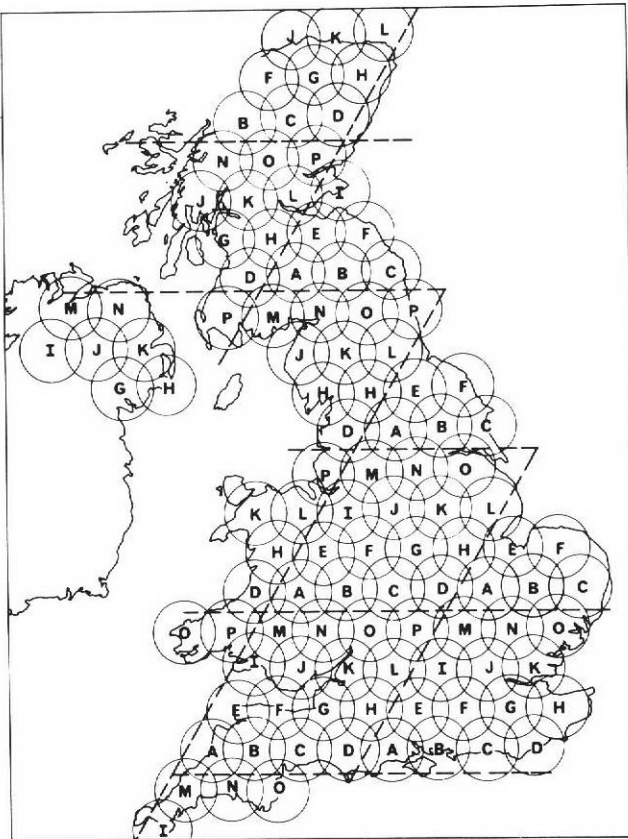 J K L
F G H
B C D
N O P
J K L I
G H E F
D A B C
M N P M N O P
I J K J K L
G H H H E F
D A B C
P M N O
K L I J K L
H E F G H E F
D A B C D A B C
O P M N O P M N O
I J K L I J K
E F G H E F G H
A B C D A B C D
M N O
I